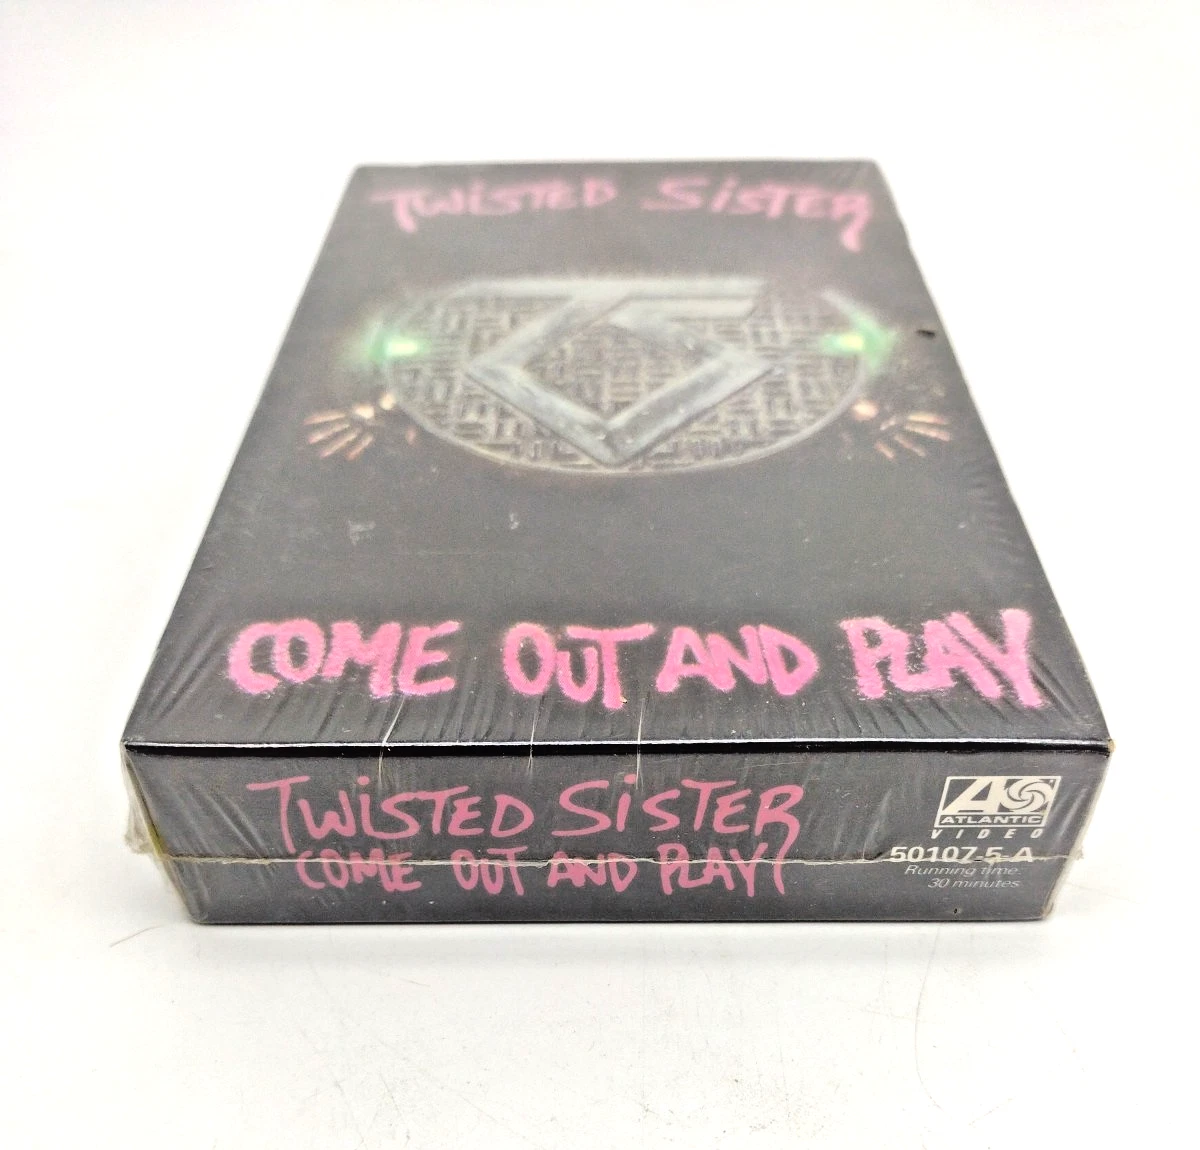 TWiSTED SiSTER
COME OUT AND PLAY
TWiSTED SiSTER
COME OUT AND PLAY
ATLANTIC
VIDEO
50107-5-A
Running time:
30 minutes